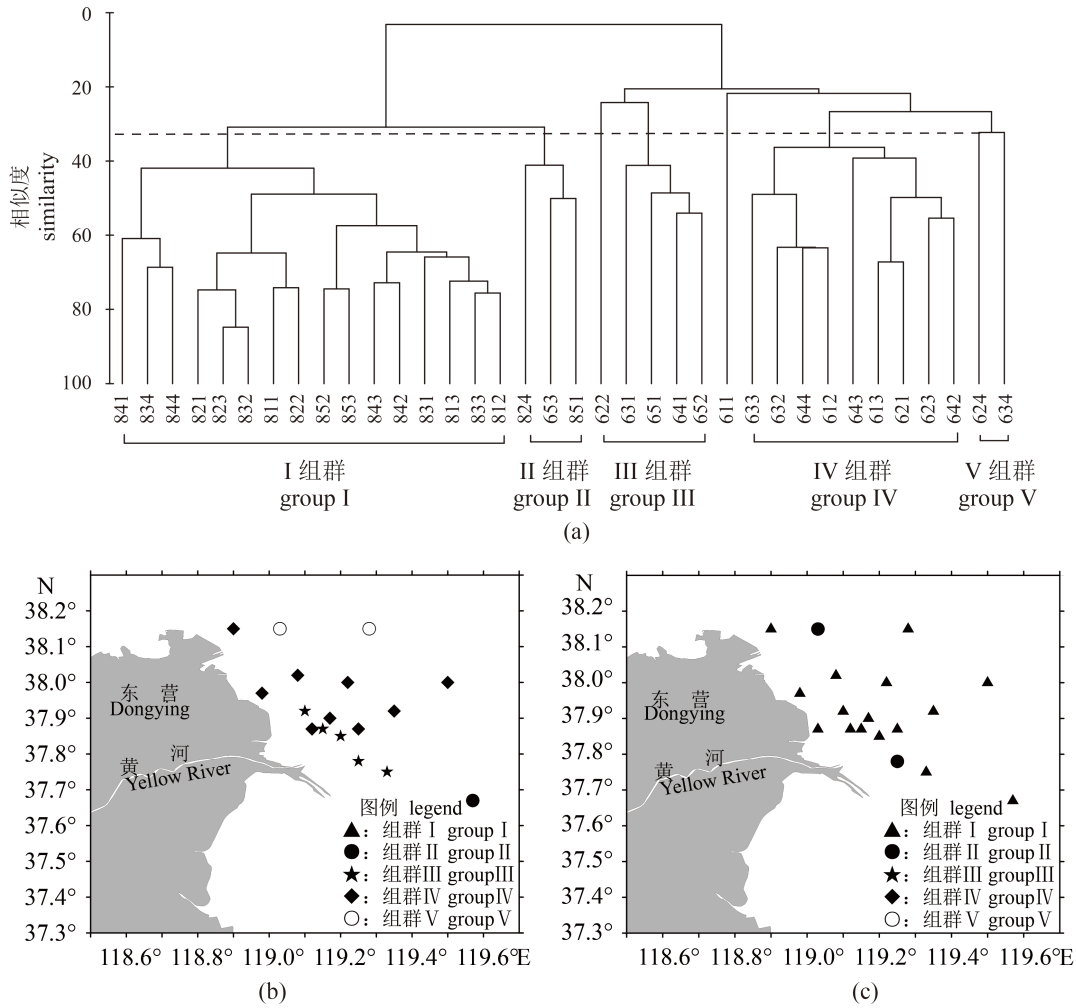 0
20
40
60
80
100
相似度
similarity
841 834 844 821 823 832 811 822 852 853 843 842 831 813 833 812 824 653 851 622 631 651 641 652 611 633 632 644 612 643 613 621 623 642 624 634
I 组群 II 组群 III 组群 IV 组群 V 组群
group I group II group III group IV group V
(a)
N
38.2°
38.1°
38.0°
37.9°
37.8°
37.7°
37.6°
37.5°
37.4°
37.3°
东 营
Dongying
黄 河
Yellow River
图例 legend
▲: 组群 I group I
●: 组群 II group II
★: 组群III groupIII
◆: 组群IV groupIV
○: 组群 V group V
118.6° 118.8° 119.0° 119.2° 119.4° 119.6°E
(b)
N
38.2°
38.1°
38.0°
37.9°
37.8°
37.7°
37.6°
37.5°
37.4°
37.3°
东 营
Dongying
黄 河
Yellow River
图例 legend
▲: 组群 I group I
●: 组群 II group II
★: 组群III groupIII
◆: 组群IV groupIV
○: 组群 V group V
118.6° 118.8° 119.0° 119.2° 119.4° 119.6°E
(c)